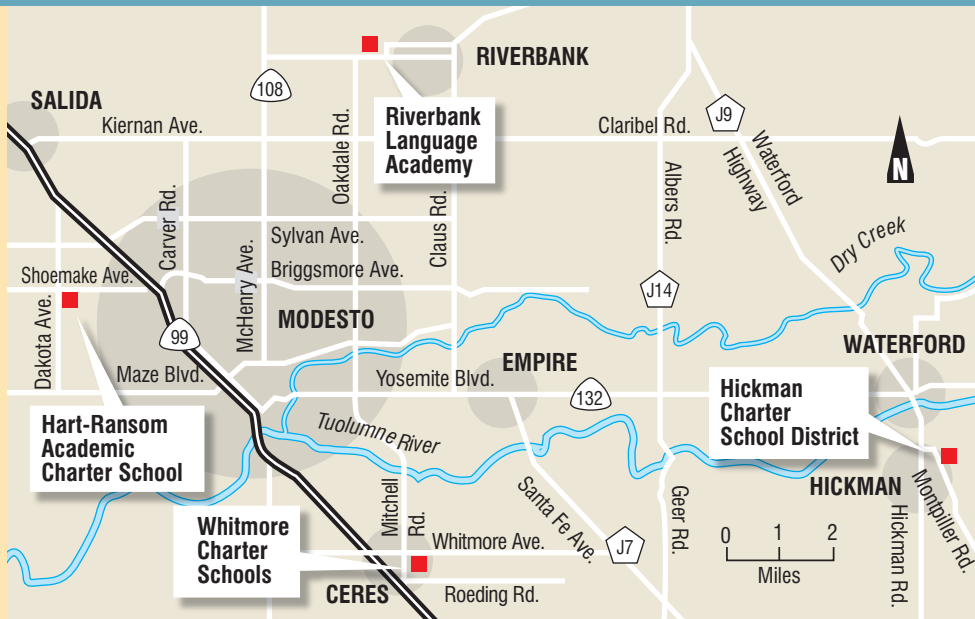 RIVERBANK
108
SALIDA
Riverbank
Language
Academy
J9
Kiernan Ave.
Oakdale Rd.
Claribel Rd.
Waterford
Highway
N
Albers Rd.
Carver Rd.
Sylvan Ave.
Claus Rd.
Dry Creek
Shoemake Ave.
Briggsmore Ave.
McHenry Ave.
J14
MODESTO
Dakota Ave.
99
WATERFORD
EMPIRE
Maze Blvd.
Yosemite Blvd.
132
Hickman
Charter
School District
Hart-Ransom
Academic
Charter School
Tuolumne River
HICKMAN
Montpiller Rd.
Mitchell
Rd.
Santa Fe Ave.
Geer Rd.
Hickman Rd.
Whitmore
Charter
Schools
Whitmore Ave.
J7
0 1 2
Miles
CERES
Roeding Rd.